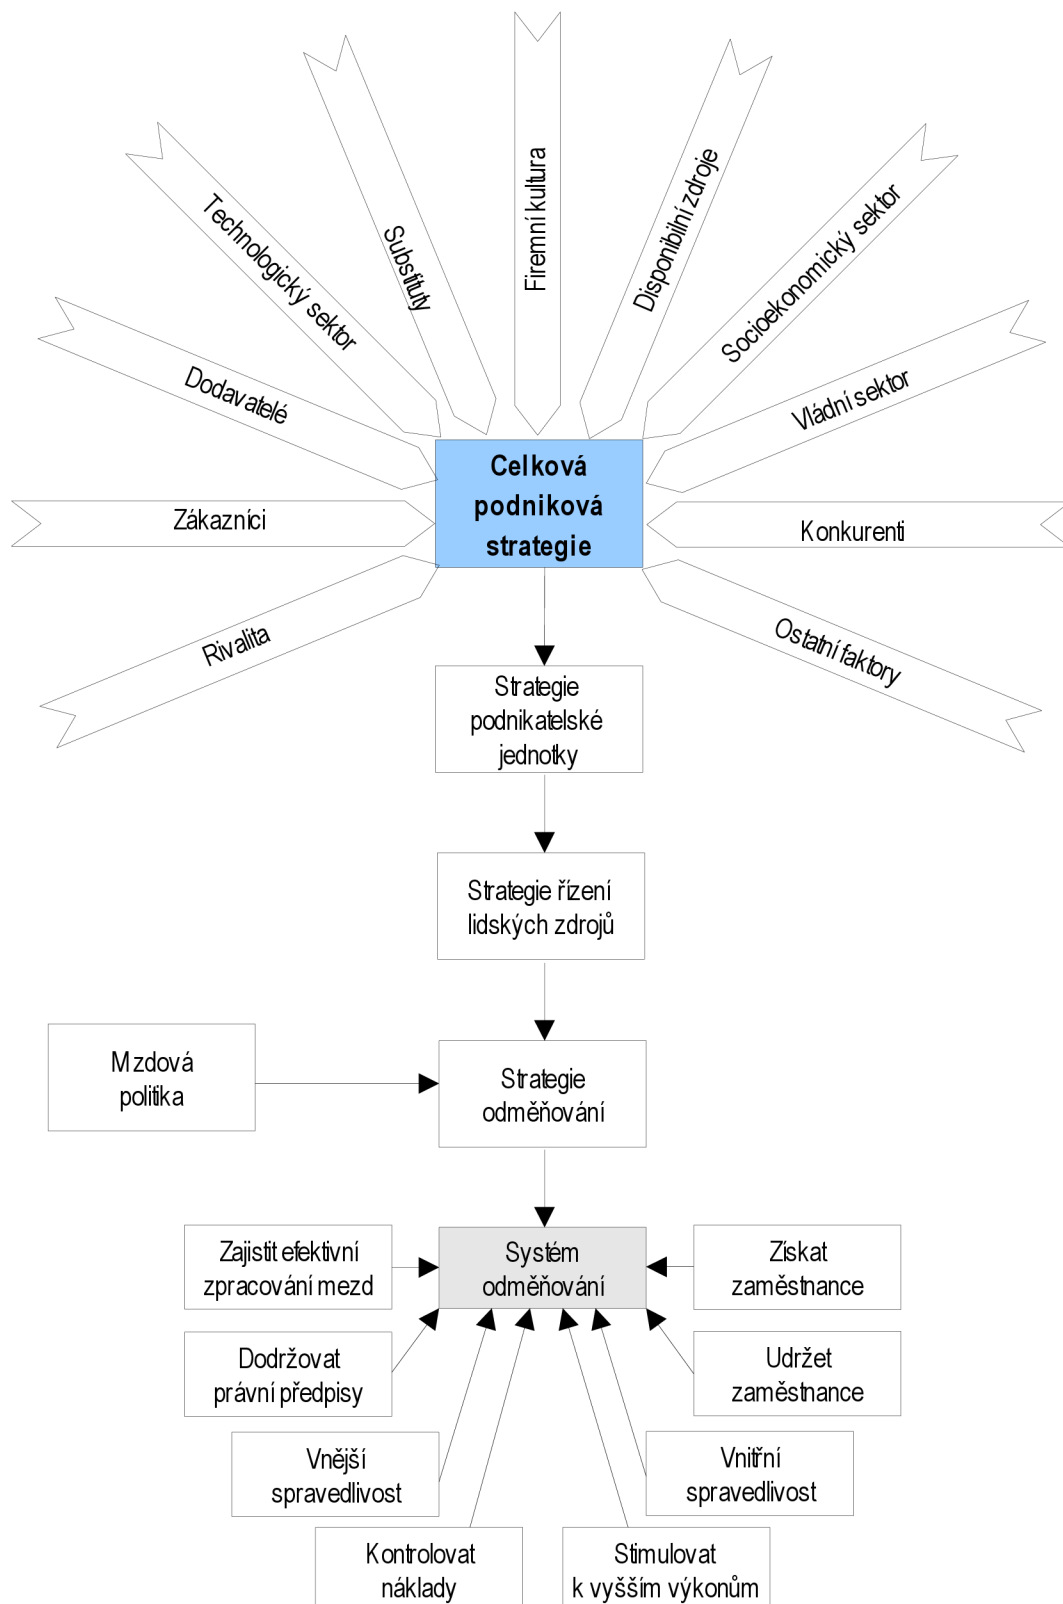 Firemní kultura
Substituty
Disponibilní zdroje
Technologický sektor
Socioekonomický sektor
Dodavatelé
Vládní sektor
Zákazníci
Celková
podniková
strategie
Konkurenti
Rivalita
Ostatní faktory
Strategie
podnikatelské
jednotky
Strategie řízení
lidských zdrojů
Mzdová
politika
Strategie
odměňování
Zajistit efektivní
zpracování mezd
Systém
odměňování
Získat
zaměstnance
Dodržovat
právní předpisy
Udržet
zaměstnance
Vnější
spravedlivost
Vnitřní
spravedlivost
Kontrolovat
náklady
Stimulovat
k vyšším výkonům